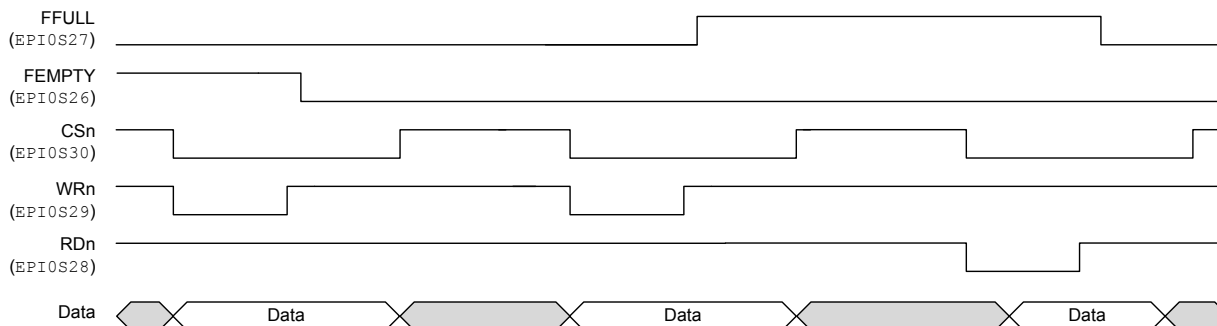 FFULL
(EPI0S27)
FEMPTY
(EPI0S26)
CSn
(EPI0S30)
WRn
(EPI0S29)
RDn
(EPI0S28)
Data Data Data Data